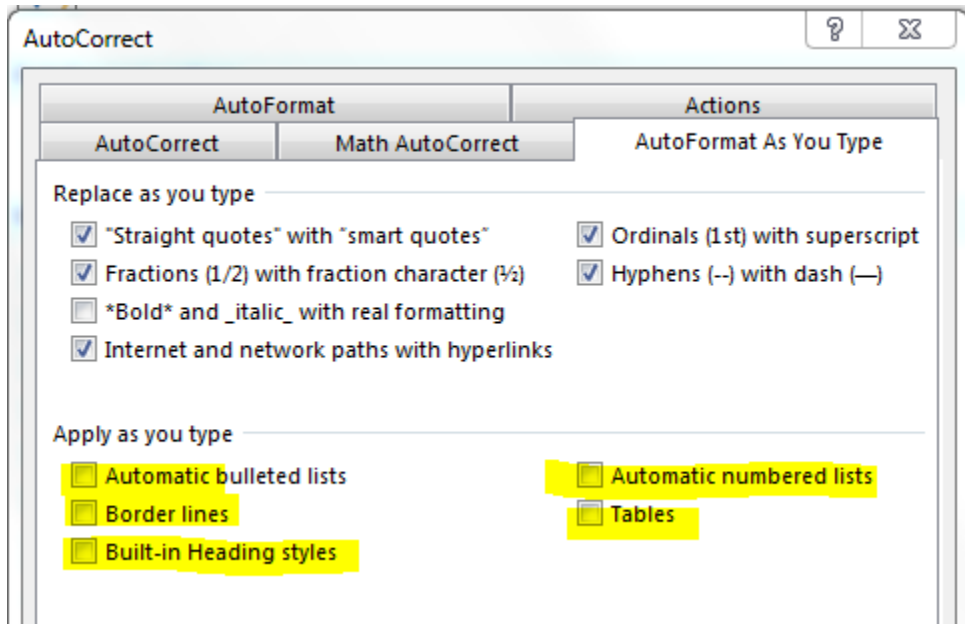 AutoCorrect
AutoFormat Actions
AutoCorrect Math AutoCorrect AutoFormat As You Type
Replace as you type
"Straight quotes" with “smart quotes” Ordinals (1st) with superscript
Fractions (1/2) with fraction character (½) Hyphens (--) with dash (—)
*Bold* and _italic_ with real formatting
Internet and network paths with hyperlinks
Apply as you type
Automatic bulleted lists Automatic numbered lists
Border lines Tables
Built-in Heading styles